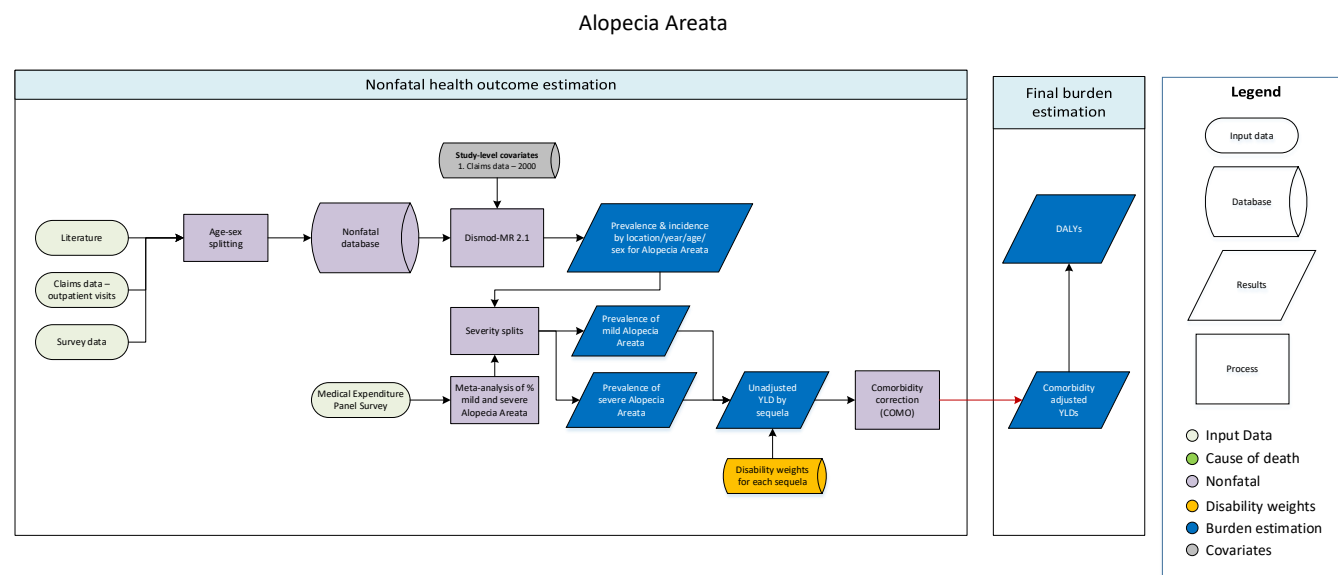 Alopecia Areata
Nonfatal health outcome estimation
Study-level covariates
1. Claims data – 2000
Literature
Claims data –
outpatient visits
Survey data
Age-sex
splitting
Nonfatal
database
Dismod-MR 2.1
Prevalence & incidence by
location/year/age/
sex for Alopecia Areata
Severity splits
Prevalence of
mild Alopecia
Areata
Medical Expenditure
Panel Survey
Meta-analysis of %
mild and severe
Alopecia Areata
Prevalence of
severe Alopecia
Areata
Unadjusted
YLD by
sequela
Comorbidity
correction
(COMO)
Disability weights
for each sequela
Final burden
estimation
DALYs
Comorbidity
adjusted
YLDs
Legend
Input data
Database
Results
Process
Input Data
Cause of death
Nonfatal
Disability weights
Burden estimation
Covariates